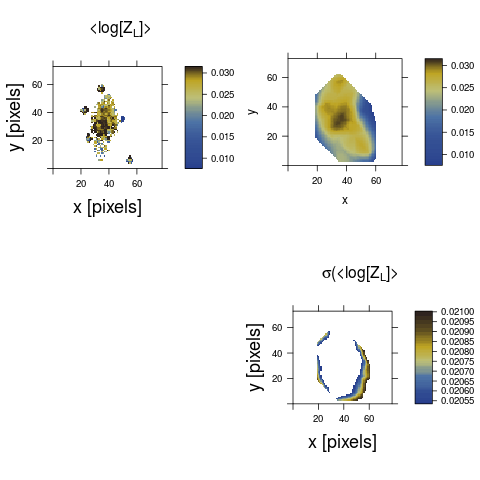 <log[Z_L]>
60
40
20
20 40 60
x [pixels]
y [pixels]
0.030
0.025
0.020
0.015
0.010
60
40
20
20 40 60
x
y
0.030
0.025
0.020
0.015
0.010
σ(<log[Z_L]>
60
40
20
20 40 60
x [pixels]
y [pixels]
0.02100
0.02095
0.02090
0.02085
0.02080
0.02075
0.02070
0.02065
0.02060
0.02055